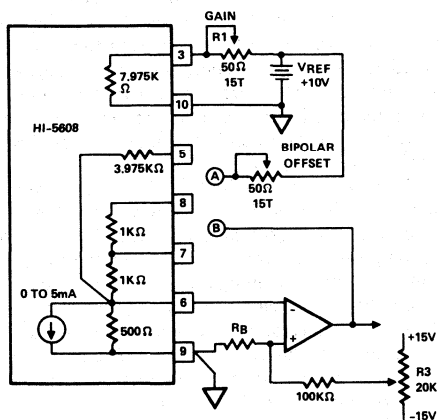 GAIN
R1
3
50Ω
15T
VREF
+10V
7.975K
Ω
10
HI-5608
5
3.975KΩ
BIPOLAR
OFFSET
A
50Ω
15T
8
1KΩ
B
7
1KΩ
0 TO 5mA
6
-
+
500Ω
RB
9
+15V
R3
20K
100KΩ
-15V